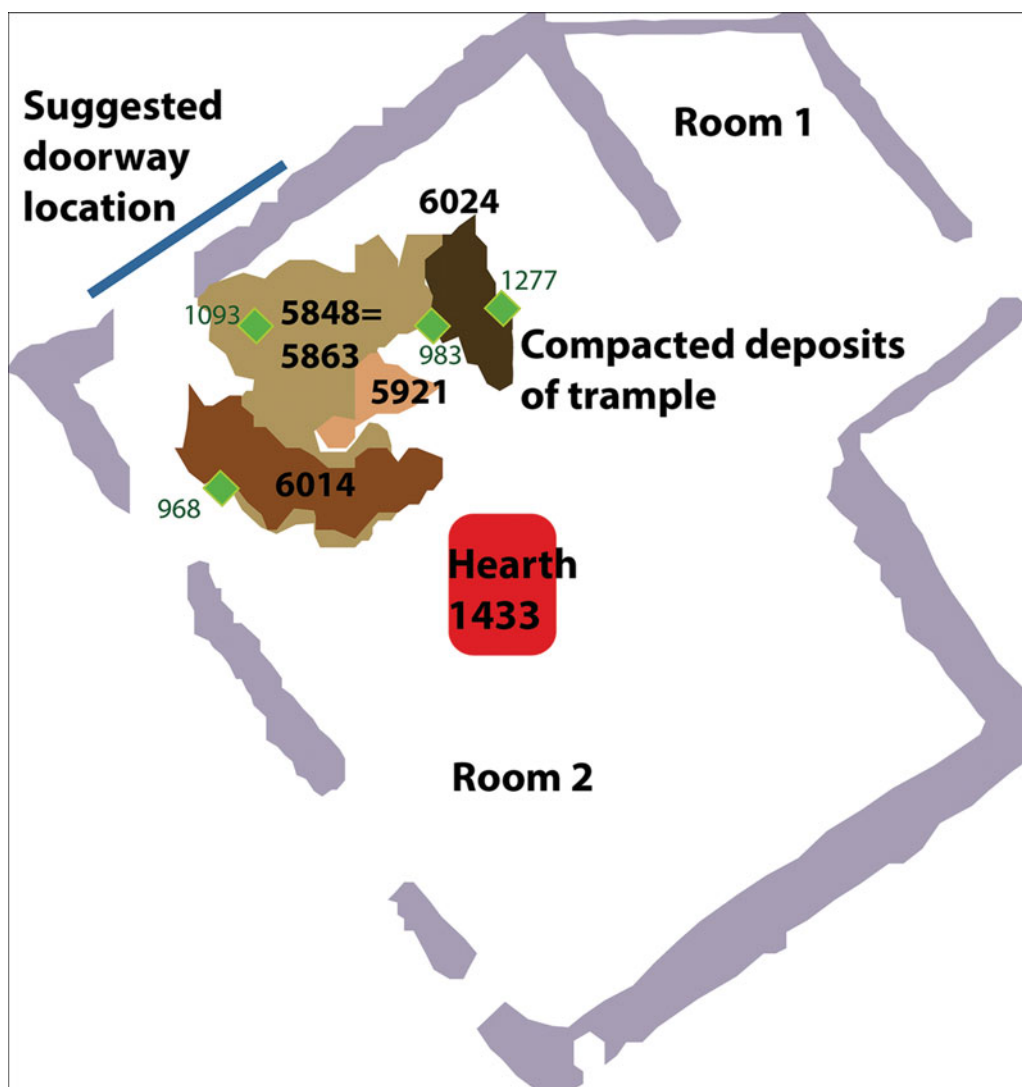 Suggested
doorway
location
Room 1
6024
1277
1093
5848=
5863
983
Compacted deposits
of trample
5921
6014
968
Hearth
1433
Room 2